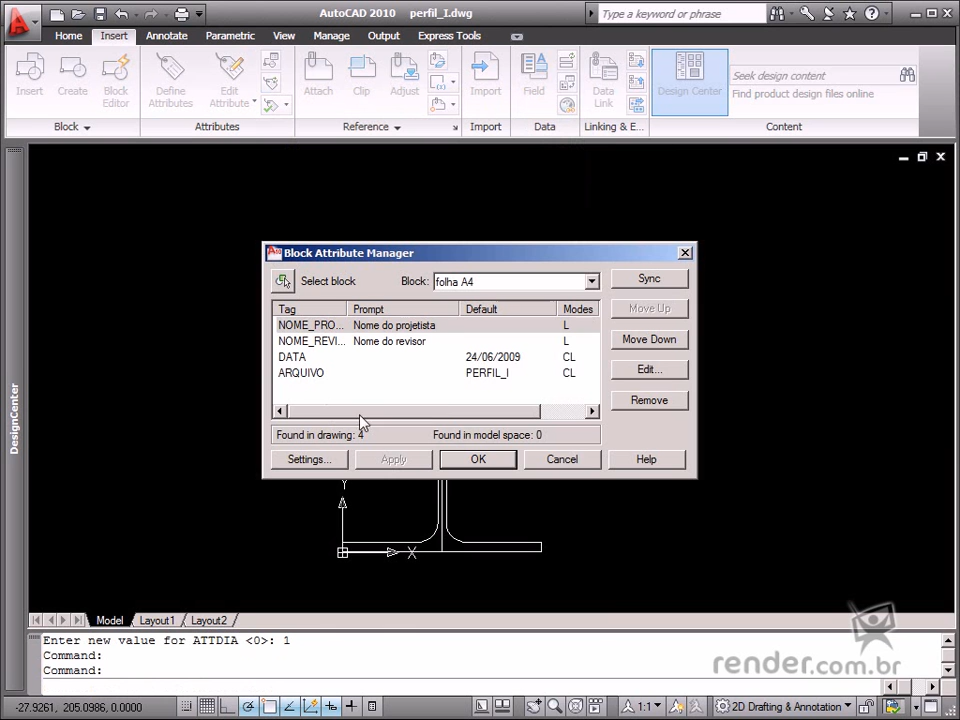 AutoCAD 2010 perfil_I.dwg
Type a keyword or phrase
Home Insert Annotate View Parametric Manage Output Express Tools
Insert Create Block Editor Define Attributes Edit Attribute Attach Clip Adjust Import Field Data Link Design Center
Seek design content
Find product design files online
Block Attributes Reference Import Data Linking & E... Content
Block Attribute Manager
Select block Block: folha A4 Sync
Tag Prompt Default Modes
Move Up
NOME_PRO... Nome do projetista L
NOME_REVI... Nome do revisor L
Move Down
DATA 24/06/2009 CL
ARQUIVO PERFIL_I CL
Edit...
Remove
Found in drawing: 4 Found in model space: 0
Settings... Apply OK Cancel Help
DesignCenter
Y
X
Model Layout1 Layout2
Enter new value for ATTDIA <0>: 1
Command:
Command:
render.com.br
-27.9261, 205.0986, 0.0000 1:1 2D Drafting & Annotation